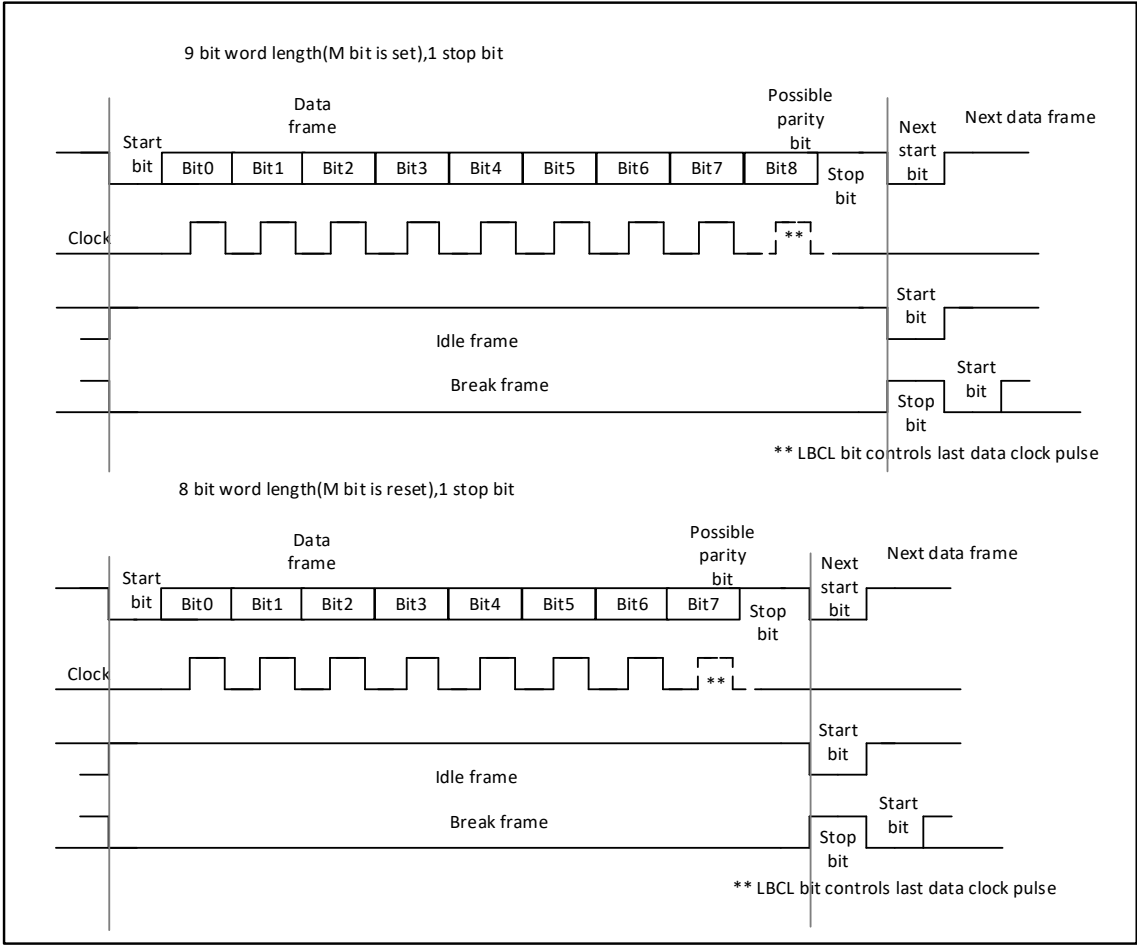 9 bit word length(M bit is set),1 stop bit
Data
frame
Possible
parity
bit
Start
bit
Next
start
bit
Next data frame
Bit0 Bit1 Bit2 Bit3 Bit4 Bit5 Bit6 Bit7 Bit8
Stop
bit
Clock
**
Start
bit
Idle frame
Break frame
Start
bit
Stop
bit
** LBCL bit controls last data clock pulse
8 bit word length(M bit is reset),1 stop bit
Data
frame
Possible
parity
bit
Start
bit
Next
start
bit
Next data frame
Bit0 Bit1 Bit2 Bit3 Bit4 Bit5 Bit6 Bit7
Stop
bit
Clock
**
Start
bit
Idle frame
Break frame
Start
bit
Stop
bit
** LBCL bit controls last data clock pulse